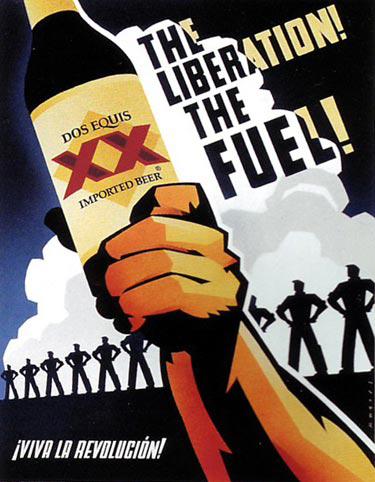 THE
LIBERATION!
THE
FUEL!
DOS EQUIS
XX
IMPORTED BEER®
¡VIVA LA REVOLUCIÓN!